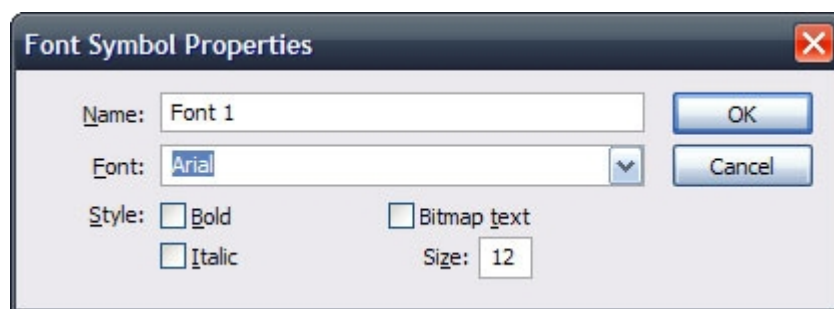 Font Symbol Properties
Name: Font 1 OK
Font: Arial Cancel
Style: Bold Bitmap text
Italic Size: 12